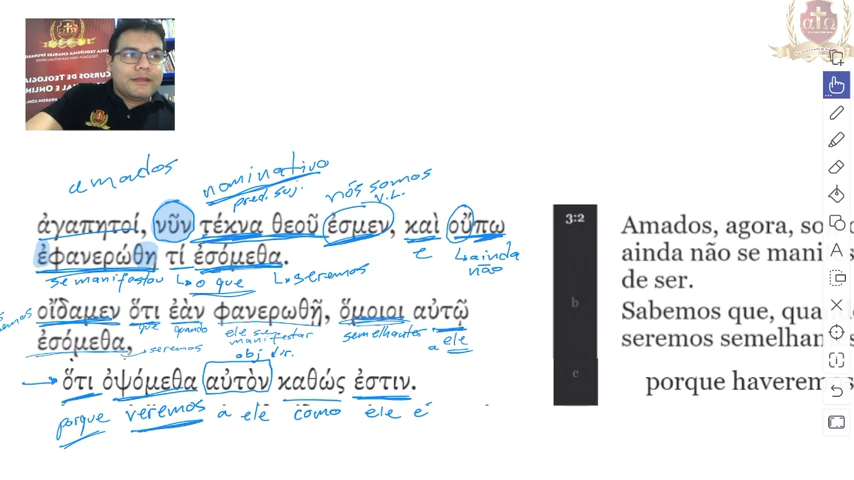 CURSOS DE TEOLOGIA
amados
nominativo
pred. suj.
nós somos
v.L.
ἀγαπητοί, νῦν τέκνα θεοῦ ἐσμεν, καὶ οὔπω
e
ainda
não
ἐφανερώθη τί ἐσόμεθα.
se manifestou
o que
seremos
οἴδαμεν ὅτι ἐὰν φανερωθῇ, ὅμοιοι αὐτῷ
que
quando
ele se
manifestar
semelhantes
a ele
ἐσόμεθα,
seremos
obj dir.
ὅτι ὀψόμεθα αὐτὸν καθώς ἐστιν.
porque
veremos
a ele
como
ele é
3:2
Amados, agora, so
ainda não se mani
de ser.
b
Sabemos que, qua
seremos semelhan
c
porque haverem